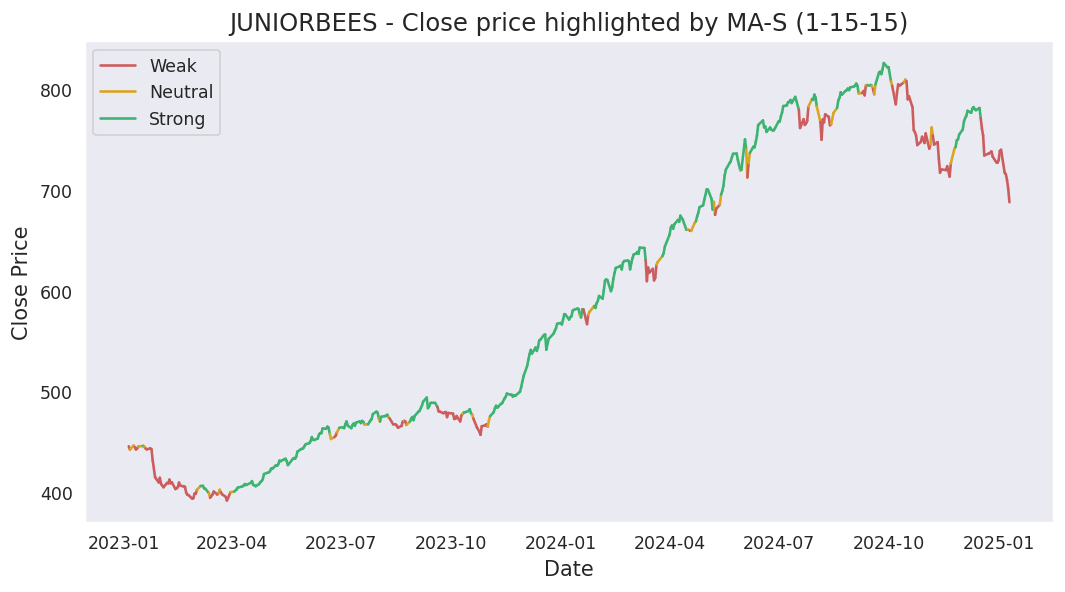 JUNIORBEES - Close price highlighted by MA-S (1-15-15)
Weak
Neutral
Strong
Close Price
800
700
600
500
400
2023-01 2023-04 2023-07 2023-10 2024-01 2024-04 2024-07 2024-10 2025-01
Date